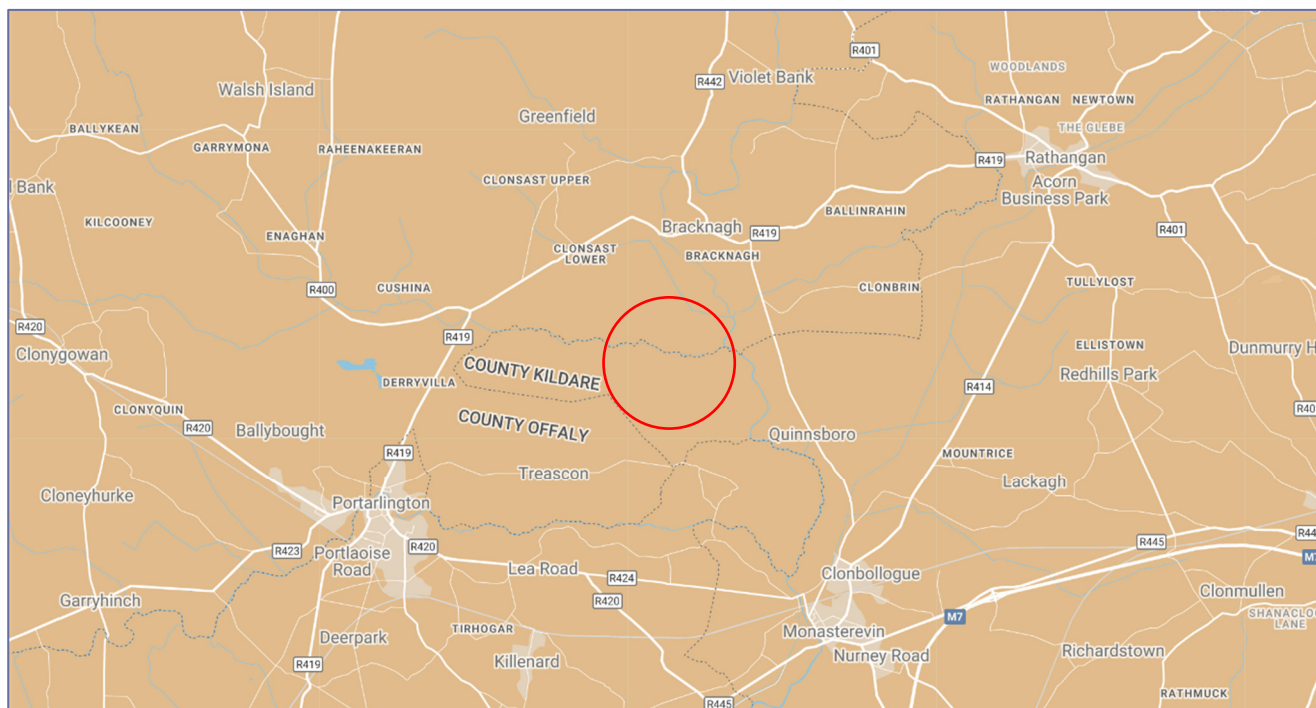 R401
WOODLANDS
Violet Bank
R442
Walsh Island
RATHANGAN
NEWTOWN
Greenfield
THE GLEBE
BALLYKEAN
GARRYMONA
RAHEENAKEERAN
R419
Rathangan
CLONSAST UPPER
Acorn
Business Park
Bank
BALLINRAHIN
KILCOONEY
Bracknagh
R419
R401
ENAGHAN
CLONSAST
LOWER
BRACKNAGH
TULLYLOST
R400
CUSHINA
CLONBRIN
R420
R419
ELLISTOWN
Clonygowan
Dunmurry H
COUNTY KILDARE
DERRYVILLA
Redhills Park
R414
CLONYQUIN
R40
COUNTY OFFALY
R420
Ballybought
Quinnsboro
R419
MOUNTRICE
Treascon
Lackagh
Cloneyhurke
Portarlington
R445
R44
R423
Portlaoise
Road
R420
M7
Lea Road
R424
Clonbollogue
Garryhinch
R420
Clonmullen
M7
SHANACLO
LANE
Deerpark
TIRHOGAR
Monasterevin
R419
Killenard
Nurney Road
Richardstown
R445
RATHMUCK